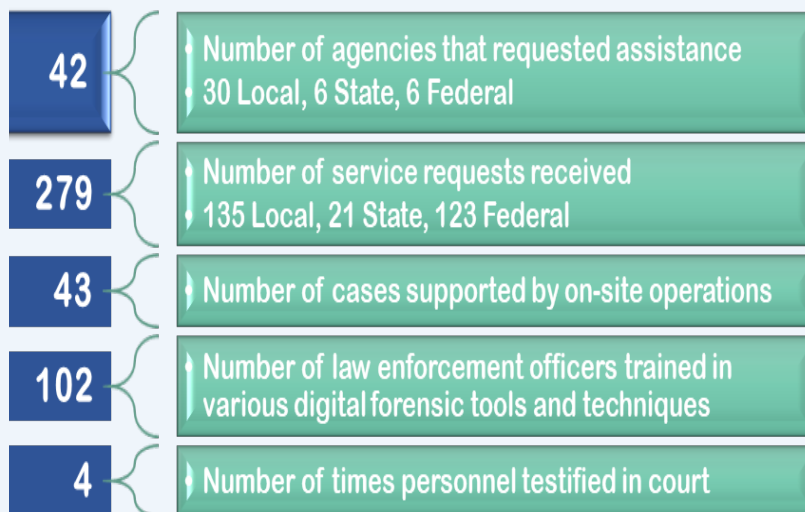 42
Number of agencies that requested assistance
30 Local, 6 State, 6 Federal
279
Number of service requests received
135 Local, 21 State, 123 Federal
43
Number of cases supported by on-site operations
102
Number of law enforcement officers trained in
various digital forensic tools and techniques
4
Number of times personnel testified in court